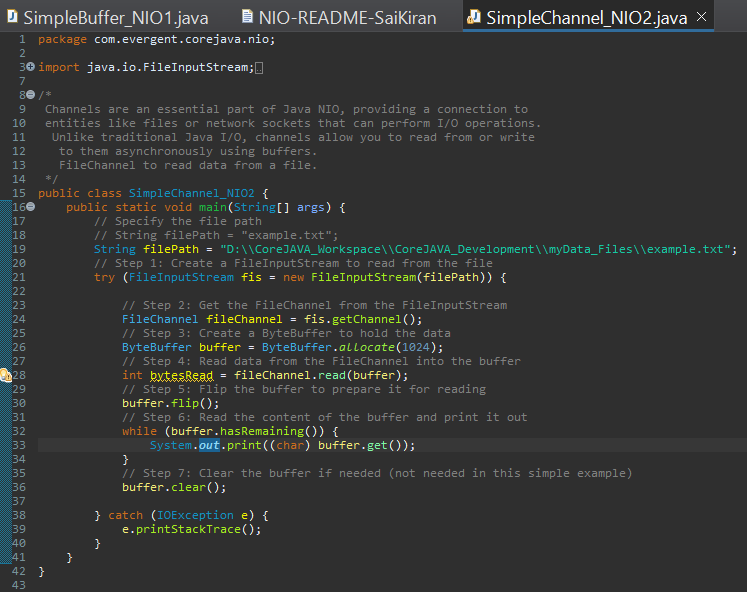 SimpleBuffer_NIO1.java NIO-README-SaiKiran SimpleChannel_NIO2.java
1 package com.evergent.corejava.nio;
2
3 import java.io.FileInputStream;
7
8 /*
9 Channels are an essential part of Java NIO, providing a connection to
10 entities like files or network sockets that can perform I/O operations.
11 Unlike traditional Java I/O, channels allow you to read from or write
12 to them asynchronously using buffers.
13 FileChannel to read data from a file.
14 */
15 public class SimpleChannel_NIO2 {
16 public static void main(String[] args) {
17 // Specify the file path
18 // String filePath = "example.txt";
19 String filePath = "D:\\CoreJAVA_Workspace\\CoreJAVA_Development\\myData_Files\\example.txt";
20 // Step 1: Create a FileInputStream to read from the file
21 try (FileInputStream fis = new FileInputStream(filePath)) {
22
23 // Step 2: Get the FileChannel from the FileInputStream
24 FileChannel fileChannel = fis.getChannel();
25 // Step 3: Create a ByteBuffer to hold the data
26 ByteBuffer buffer = ByteBuffer.allocate(1024);
27 // Step 4: Read data from the FileChannel into the buffer
28 int bytesRead = fileChannel.read(buffer);
29 // Step 5: Flip the buffer to prepare it for reading
30 buffer.flip();
31 // Step 6: Read the content of the buffer and print it out
32 while (buffer.hasRemaining()) {
33 System.out.print((char) buffer.get());
34 }
35 // Step 7: Clear the buffer if needed (not needed in this simple example)
36 buffer.clear();
37
38 } catch (IOException e) {
39 e.printStackTrace();
40 }
41 }
42 }
43